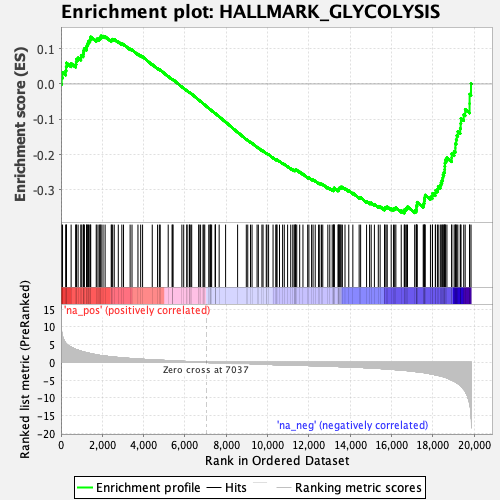 Enrichment plot: HALLMARK_GLYCOLYSIS
Enrichment score (ES)
0.1
0.0
-0.1
-0.2
-0.3
'na_pos' (positively correlated)
Ranked list metric (PreRanked)
15
10
5
0
-5
-10
-15
-20
Zero cross at 7037
'na_neg' (negatively correlated)
0
2,000
4,000
6,000
8,000
10,000
12,000
14,000
16,000
18,000
20,000
Rank in Ordered Dataset
Enrichment profile
Hits
Ranking metric scores